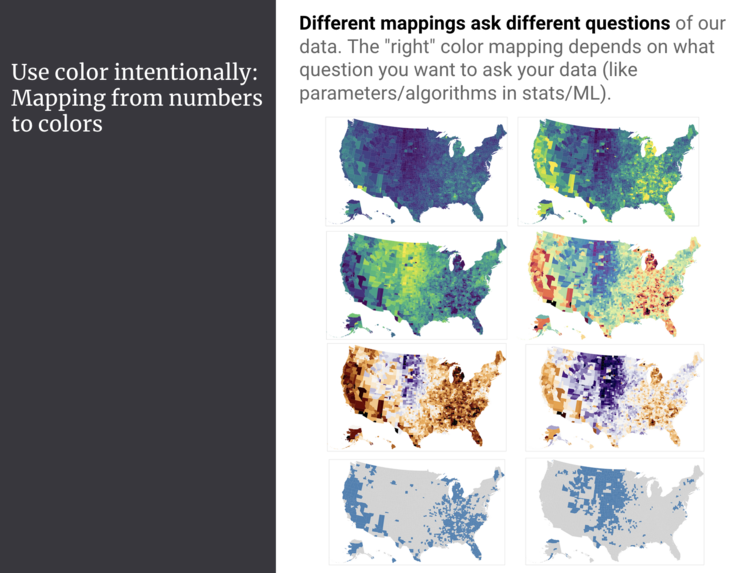 Use color intentionally:
Mapping from numbers
to colors
Different mappings ask different questions of our
data. The "right" color mapping depends on what
question you want to ask your data (like
parameters/algorithms in stats/ML).